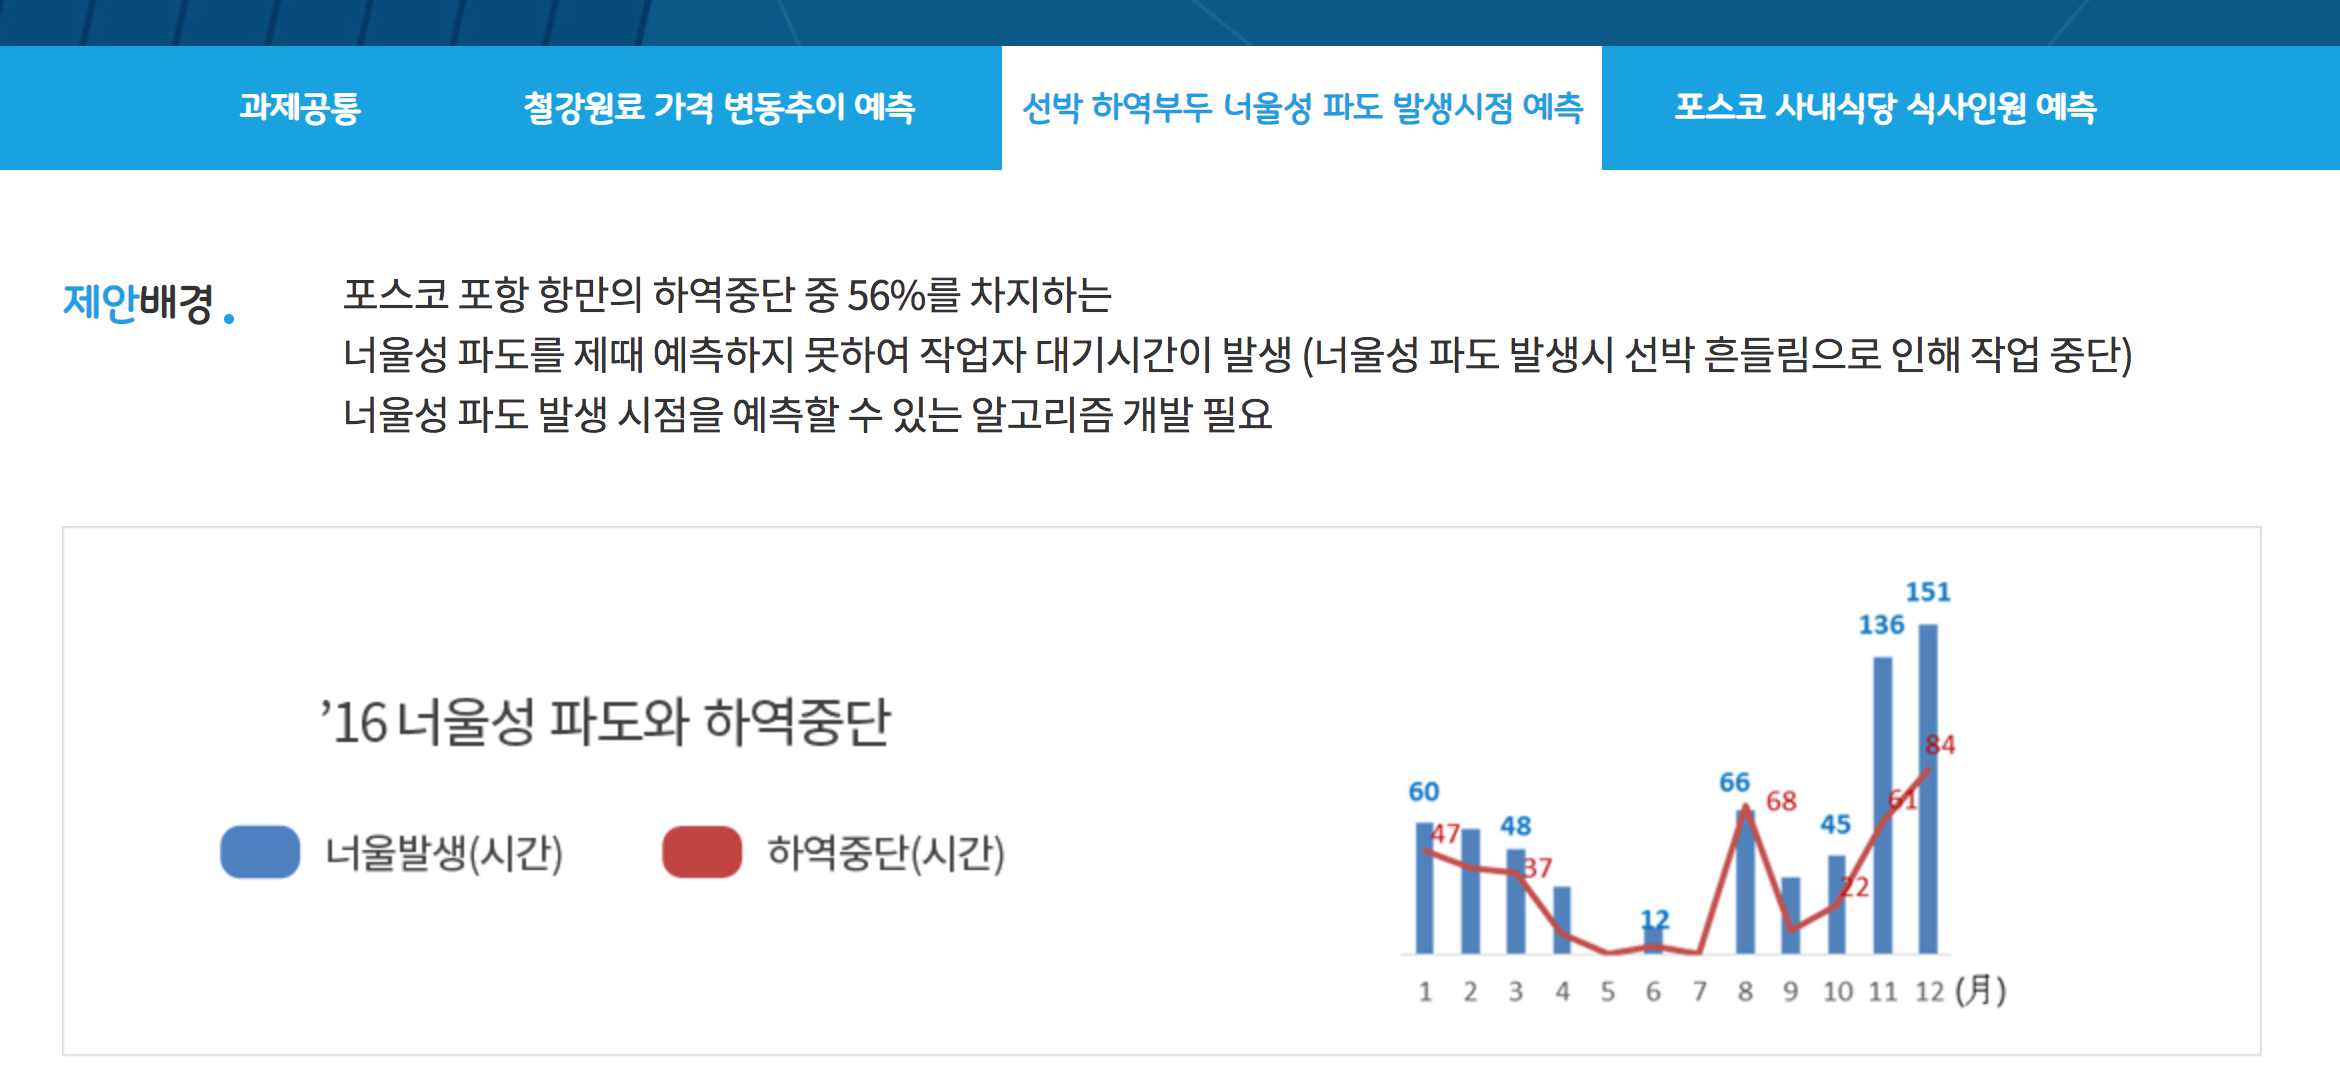 과제공통
철강원료 가격 변동추이 예측
선박 하역부두 너울성 파도 발생시점 예측
포스코 사내식당 식사인원 예측
제안배경.
포스코 포항 항만의 하역중단 중 56%를 차지하는
너울성 파도를 제때 예측하지 못하여 작업자 대기시간이 발생 (너울성 파도 발생시 선박 흔들림으로 인해 작업 중단)
너울성 파도 발생 시점을 예측할 수 있는 알고리즘 개발 필요
’16 너울성 파도와 하역중단
너울발생(시간)
하역중단(시간)
151
136
84
60
66
68
61
47
48
45
37
22
12
1 2 3 4 5 6 7 8 9 10 11 12 (月)